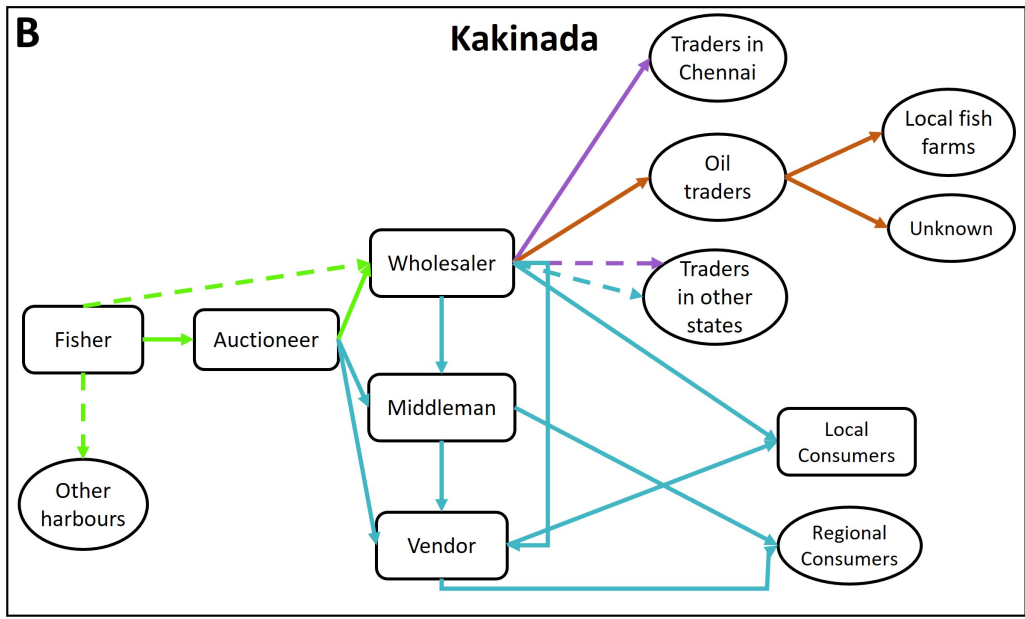 B
Kakinada
Traders in
Chennai
Local fish
farms
Oil
traders
Unknown
Wholesaler
Traders
in other
states
Fisher
Auctioneer
Middleman
Local
Consumers
Other
harbours
Vendor
Regional
Consumers